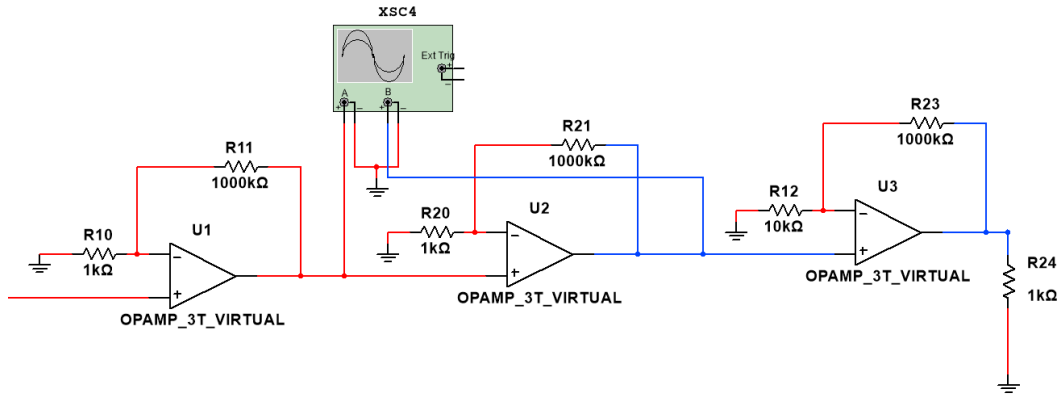 XSC4
Ext Trig
+
−
A
B
+ − + −
R11
1000kΩ
R10
1kΩ
U1
−
+
OPAMP_3T_VIRTUAL
R21
1000kΩ
R20
1kΩ
U2
−
+
OPAMP_3T_VIRTUAL
R23
1000kΩ
R12
10kΩ
U3
−
+
OPAMP_3T_VIRTUAL
R24
1kΩ